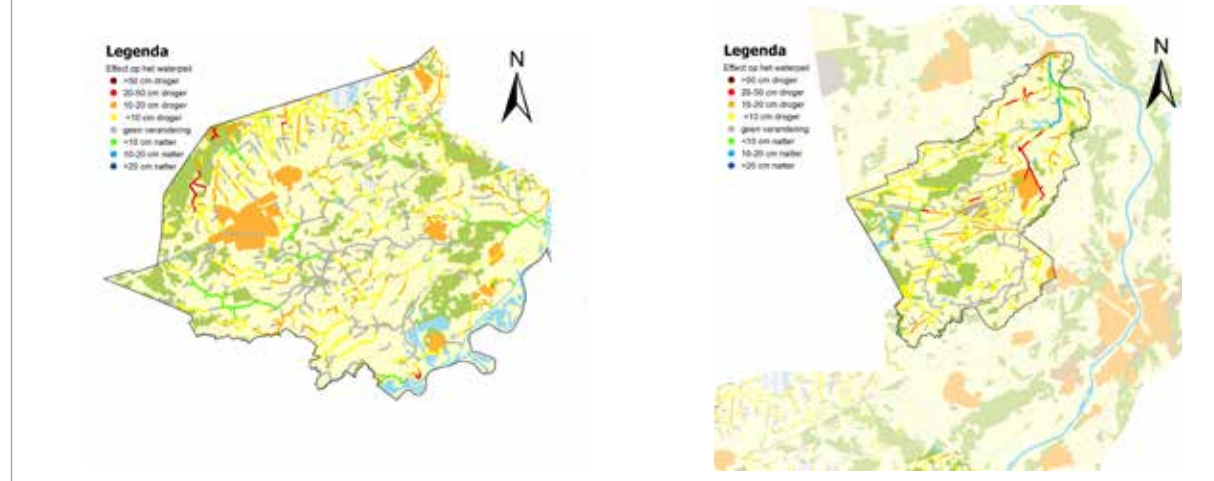 Legenda
Effect op het waterpeil
>50 cm droger
20-50 cm droger
10-20 cm droger
<10 cm droger
geen verandering
<10 cm natter
10-20 cm natter
>20 cm natter
N
Legenda
Effect op het waterpeil
>50 cm droger
20-50 cm droger
10-20 cm droger
<10 cm droger
geen verandering
<10 cm natter
10-20 cm natter
>20 cm natter
N